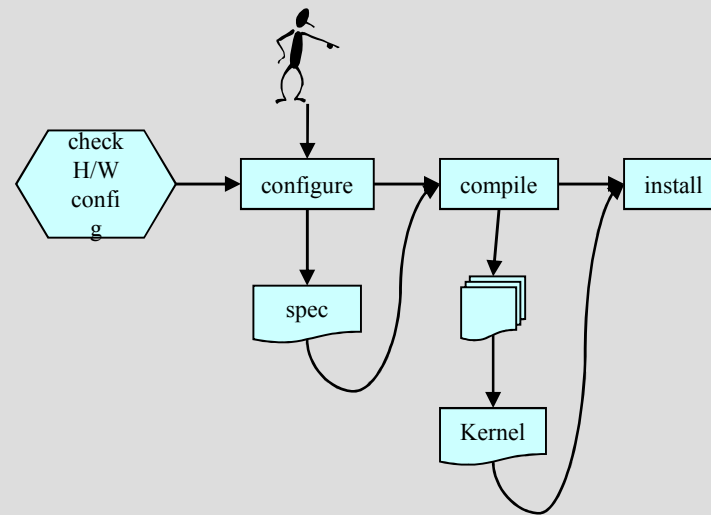 check
H/W
confi
g
configure
compile
install
spec
Kernel